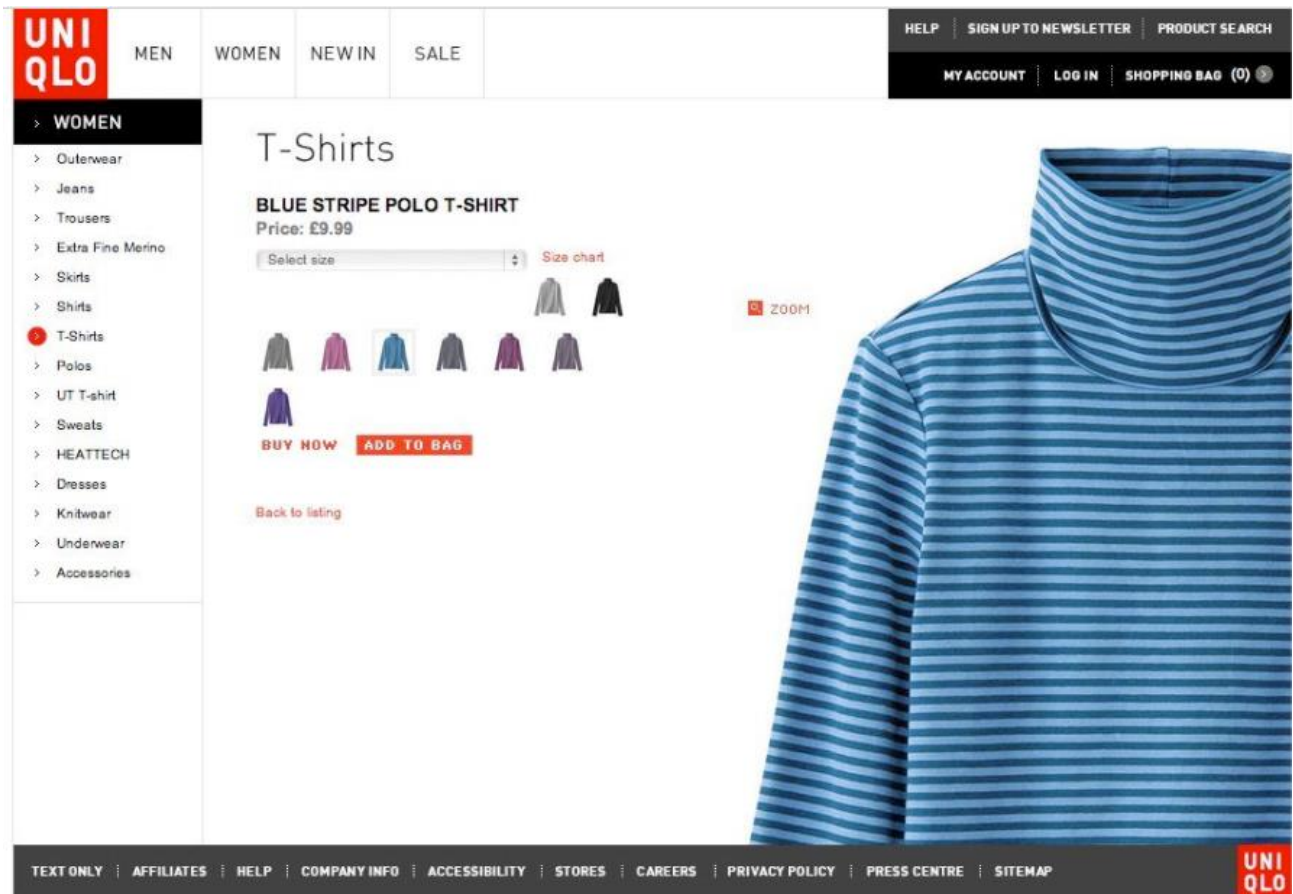 UNI
QLO
MEN WOMEN NEW IN SALE
HELP SIGN UP TO NEWSLETTER PRODUCT SEARCH
MY ACCOUNT LOG IN SHOPPING BAG (0)
WOMEN
Outerwear
Jeans
Trousers
Extra Fine Merino
Skirts
Shirts
T-Shirts
Polos
UT T-shirt
Sweats
HEATTECH
Dresses
Knitwear
Underwear
Accessories
T-Shirts
BLUE STRIPE POLO T-SHIRT
Price: £9.99
Select size Size chart
ZOOM
BUY NOW ADD TO BAG
Back to listing
TEXT ONLY AFFILIATES HELP COMPANY INFO ACCESSIBILITY STORES CAREERS PRIVACY POLICY PRESS CENTRE SITEMAP
UNI
QLO